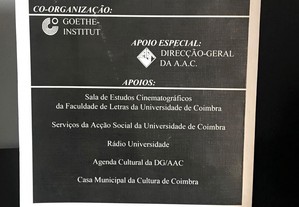 CO-ORGANIZAÇÃO:
GOETHE-
INSTITUT
APOIO ESPECIAL:
DIRECÇÃO-GERAL
DA A.A.C.
APOIOS:
Sala de Estudos Cinematográficos
da Faculdade de Letras da Universidade de Coimbra
Serviços da Acção Social da Universidade de Coimbra
Rádio Universidade
Agenda Cultural da DG/AAC
Casa Municipal da Cultura de Coimbra